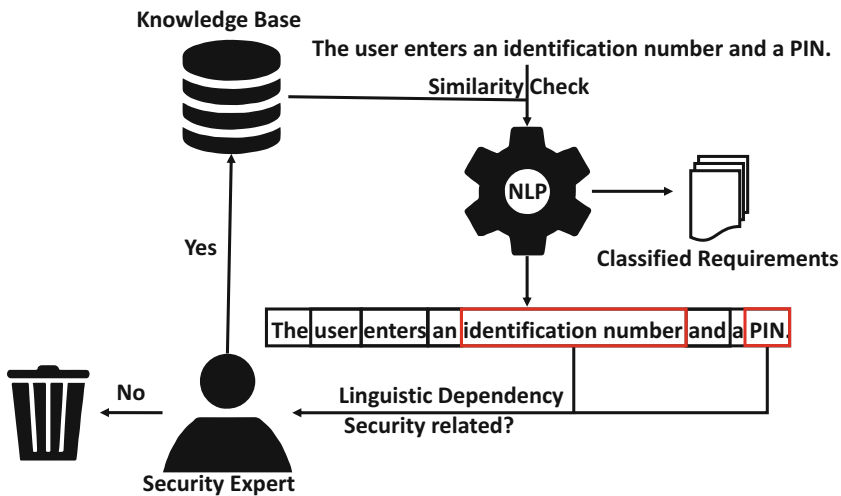 Knowledge Base
The user enters an identification number and a PIN.
Similarity Check
NLP
Yes
Classified Requirements
The user enters an identification number and a PIN.
No
Linguistic Dependency
Security related?
Security Expert